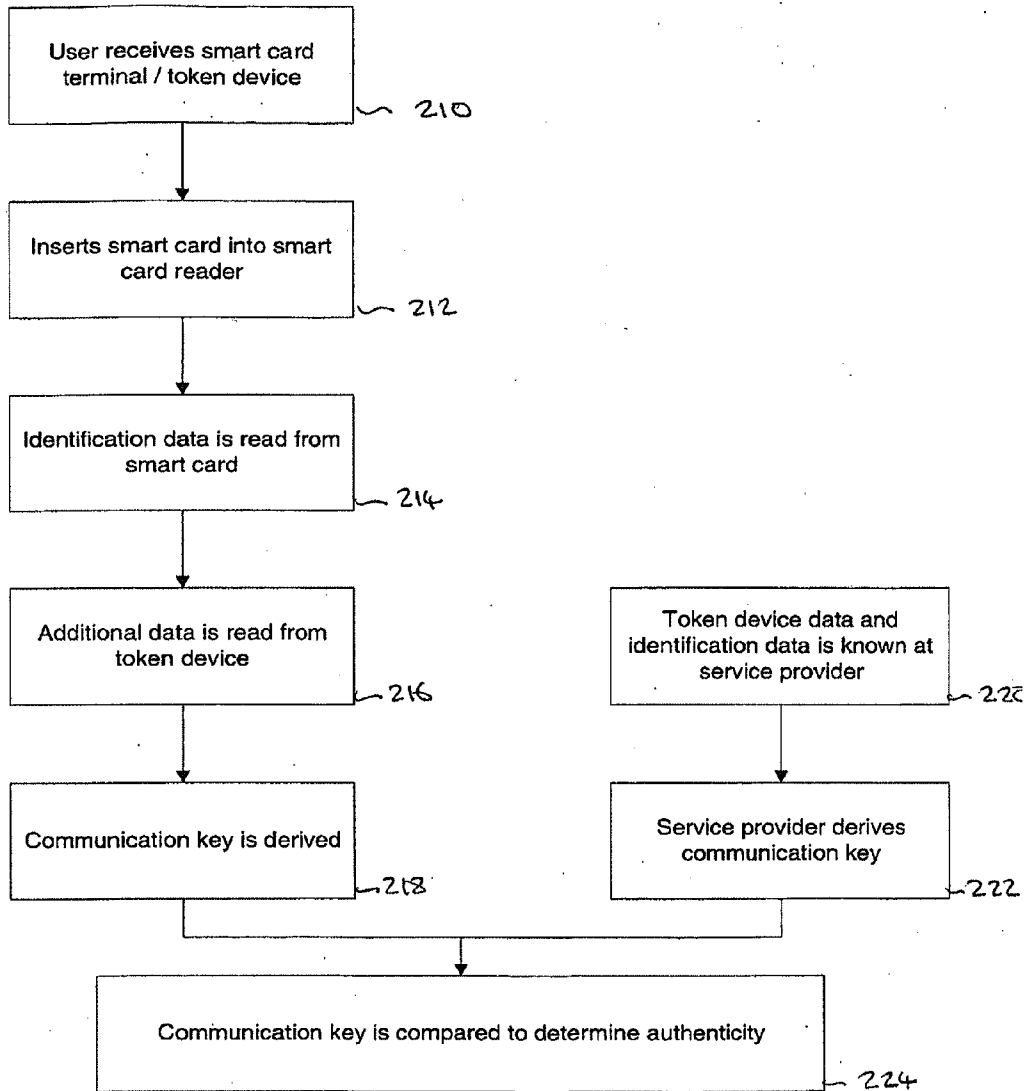 User receives smart card
terminal / token device
210
Inserts smart card into smart
card reader
212
Identification data is read from
smart card
214
Additional data is read from
token device
216
Token device data and
identification data is known at
service provider
220
Communication key is derived
218
Service provider derives
communication key
222
Communication key is compared to determine authenticity
224